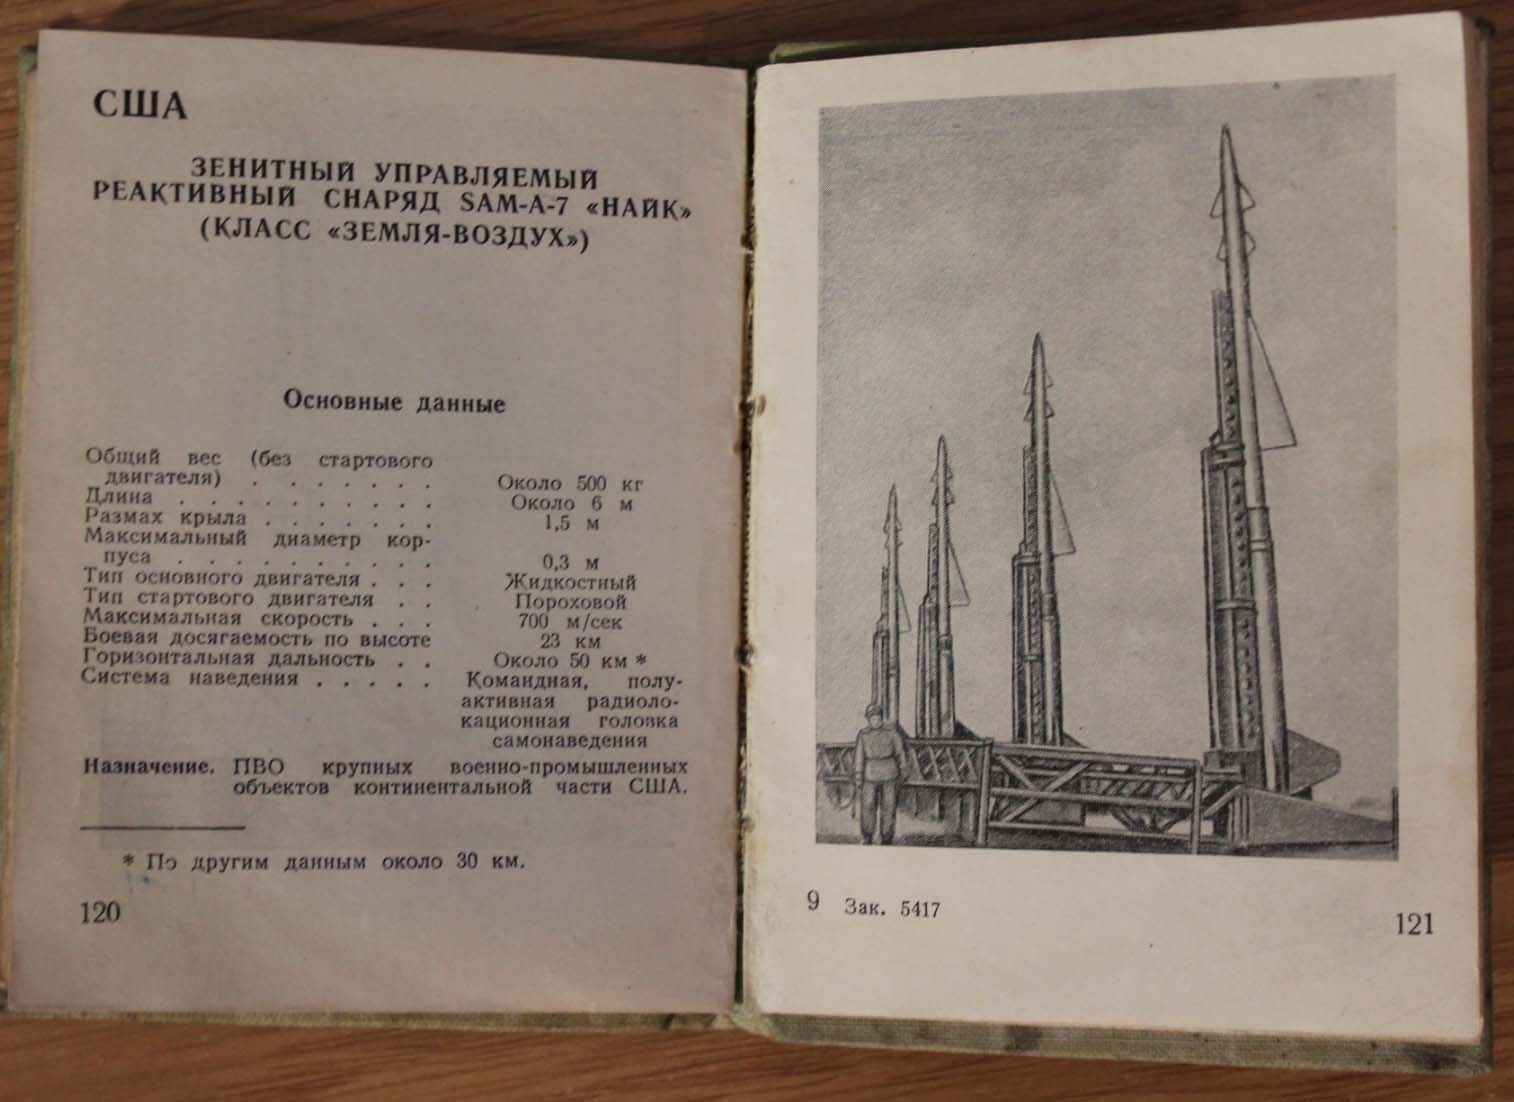 США
ЗЕНИТНЫЙ УПРАВЛЯЕМЫЙ
РЕАКТИВНЫЙ СНАРЯД SAM-A-7 «НАЙК»
(КЛАСС «ЗЕМЛЯ-ВОЗДУХ»)
Основные данные
Общий вес (без стартового
двигателя) . . . . . . . Около 500 кг
Длина . . . . . . . . . . Около 6 м
Размах крыла . . . . . . . 1,5 м
Максимальный диаметр кор-
пуса . . . . . . . . . . 0,3 м
Тип основного двигателя . . . Жидкостный
Тип стартового двигателя . . Пороховой
Максимальная скорость . . . 700 м/сек
Боевая досягаемость по высоте 23 км
Горизонтальная дальность . . Около 50 км *
Система наведения . . . . . Командная, полу-
активная радиоло-
кационная головка
самонаведения
Назначение. ПВО крупных военно-промышленных
объектов континентальной части США.
* По другим данным около 30 км.
120
9 Зак. 5417
121